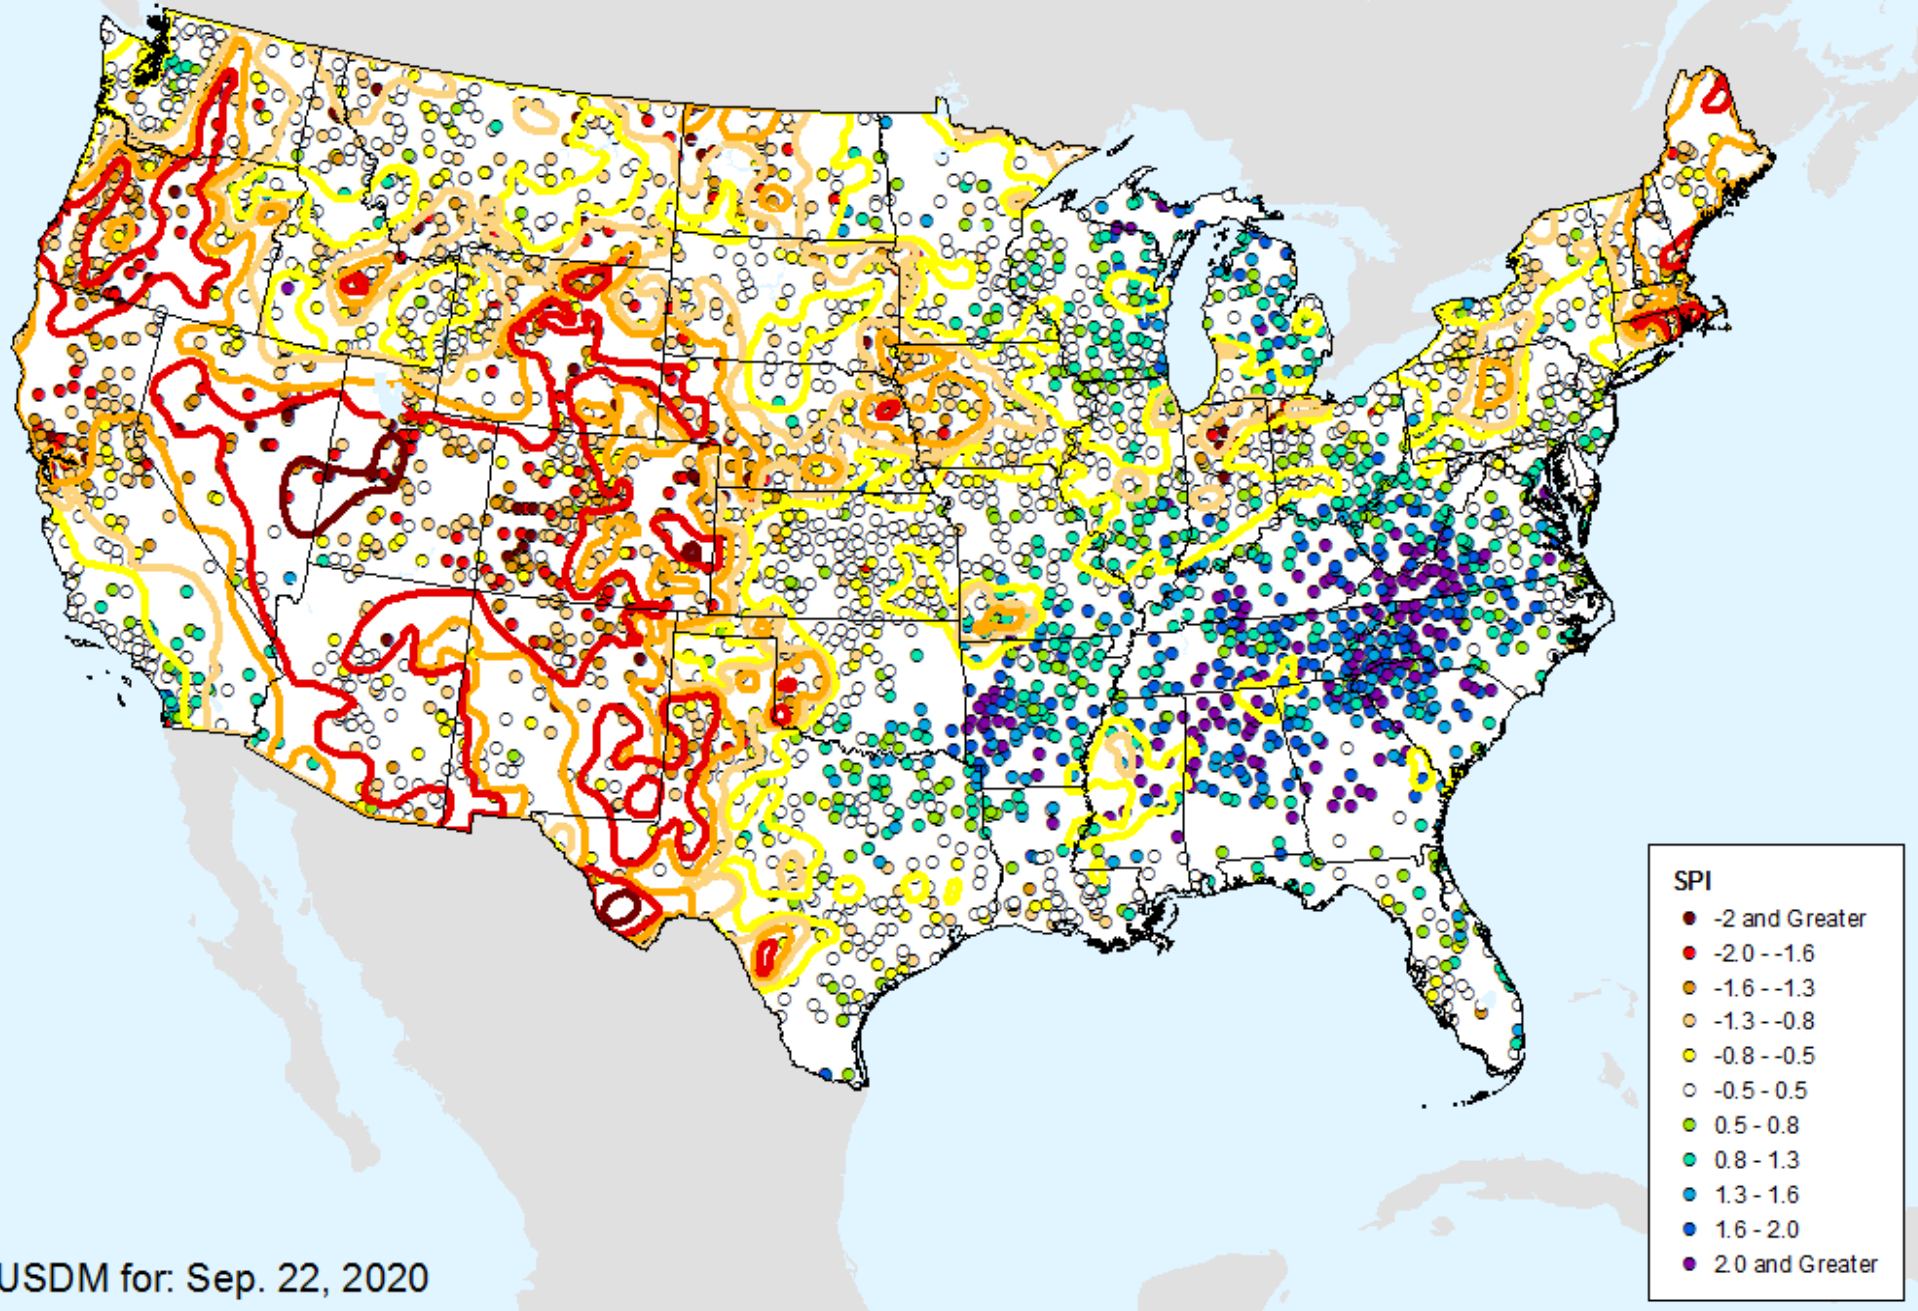 SPI
-2 and Greater
-2.0 - -1.6
-1.6 - -1.3
-1.3 - -0.8
-0.8 - -0.5
-0.5 - 0.5
0.5 - 0.8
0.8 - 1.3
1.3 - 1.6
1.6 - 2.0
2.0 and Greater
USDM for: Sep. 22, 2020